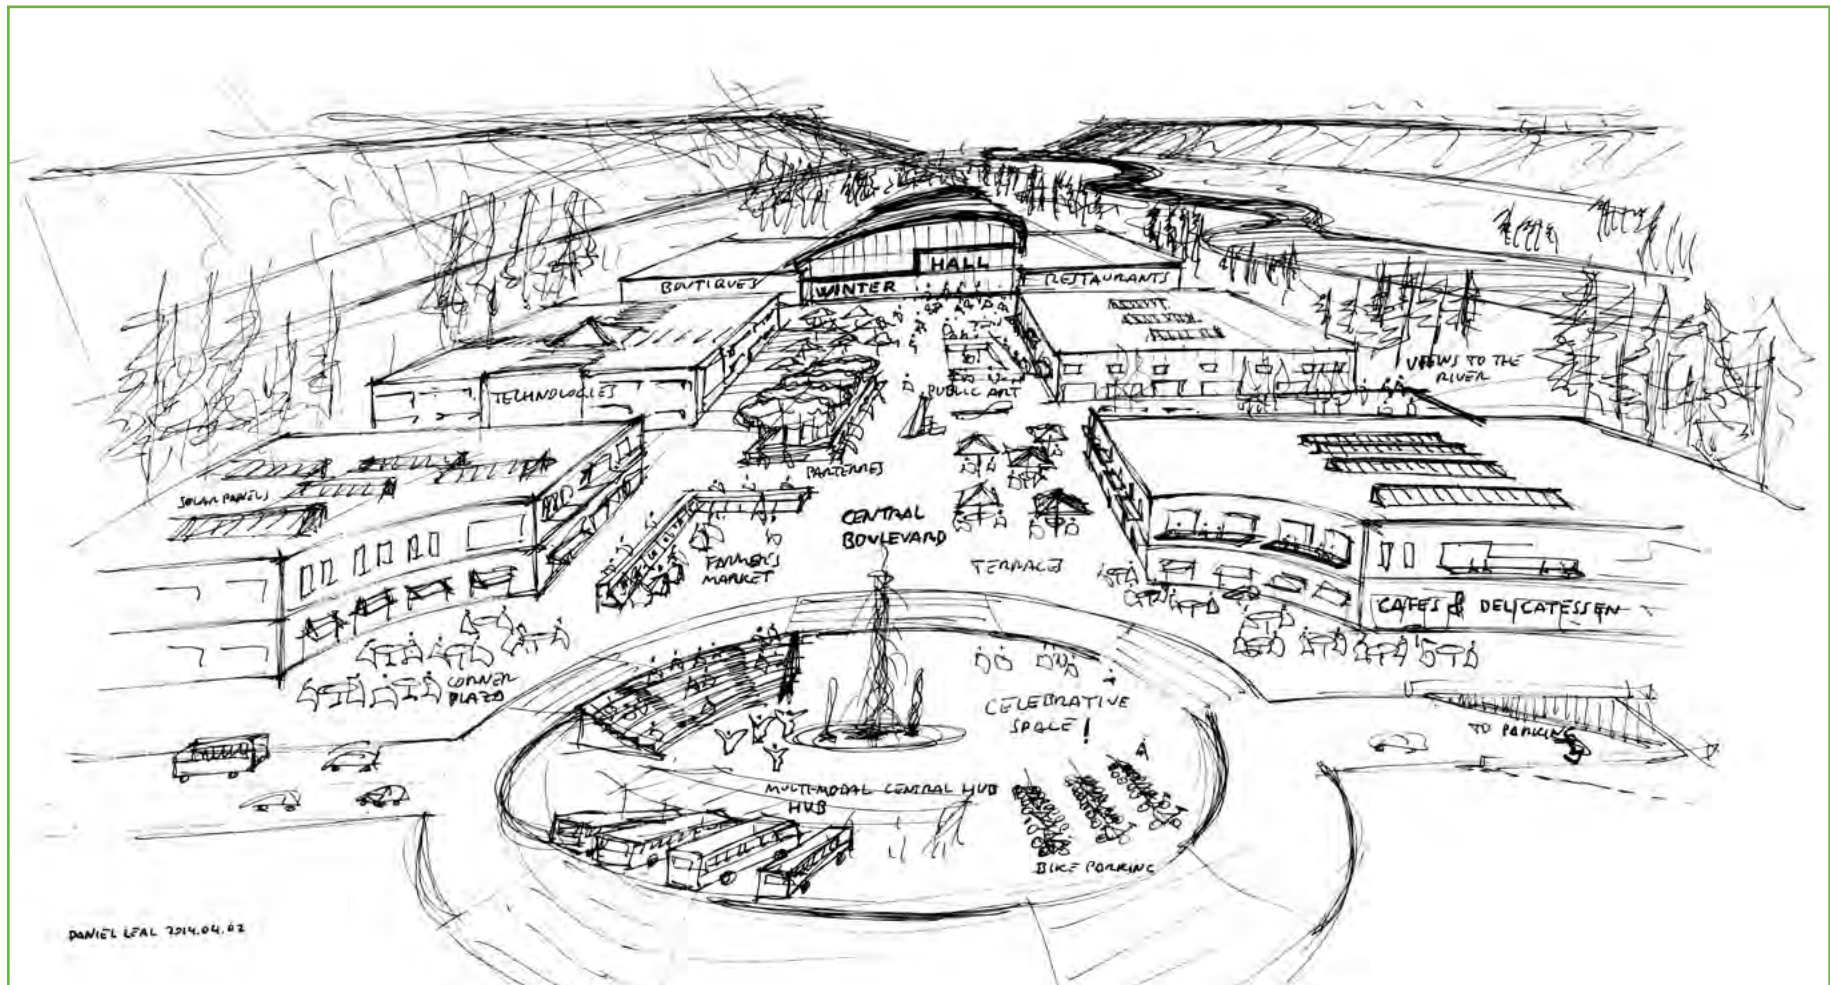 HALL
WINTER
BOUTIQUES
RESTAURANTS
VIEWS TO THE
RIVER
TECHNOLOGIES
PUBLIC ART
PARTERRES
SOLAR PANELS
CENTRAL
BOULEVARD
FARMER'S
MARKET
TERRACES
CAFES & DELICATESSEN
CORNER
PLAZA
CELEBRATIVE
SPACE!
TO PARKING
MULTI-MODAL CENTRAL HUB
HUB
BIKE PARKING
DANIEL LEAL 2014.04.02